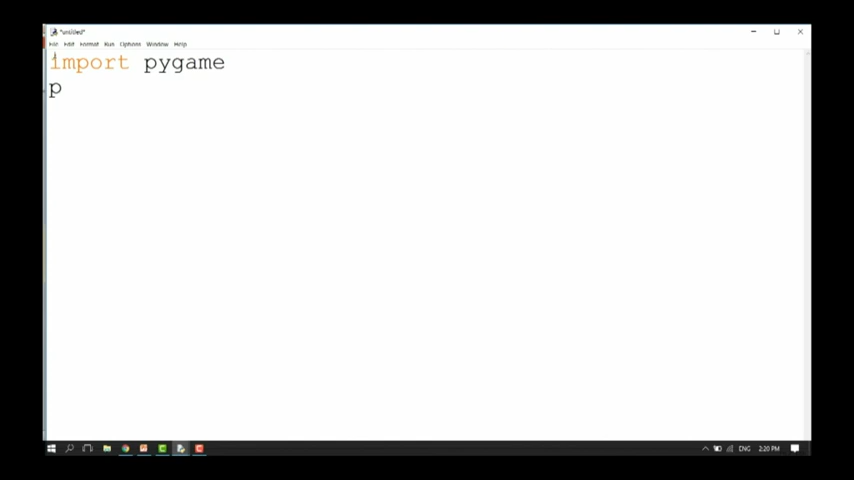 *untitled*
File Edit Format Run Options Window Help
import pygame
p
ENG 2:20 PM